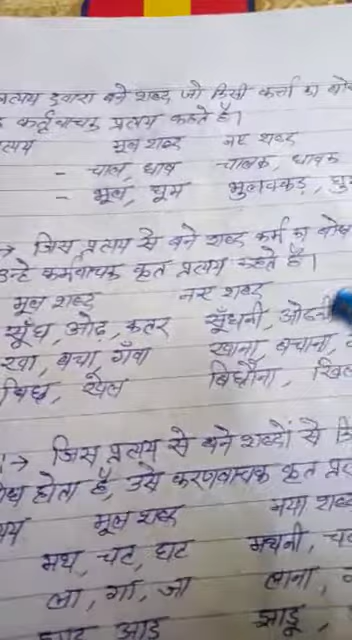 प्रत्यय द्वारा बने शब्द जो किसी कर्त्ता का बोध
कर्तृवाचक प्रत्यय कहते है।
मूल शब्द नए शब्द
- चाल, धाव चालक, धावक
- भूल, घूम भुलक्कड़,
→ जिस प्रत्यय से बने शब्द कर्म का बोध
उन्हे कर्मवाचक कृत प्रत्यय कहते है।
मूल शब्द नए शब्द
सूँघ, ओढ़, कतर सूँघनी, ओढनी
खा, बचा गँवा खाना, बचाना,
बिछ, खेल बिछौना,
→ जिस प्रत्यय से बने शब्दों से
होता है, उसे करणवाचक कृत
मूल शब्द नया शब्द
मथ, चट, घट मथनी,
ला, गा, जा लाना,
झाड़ू,